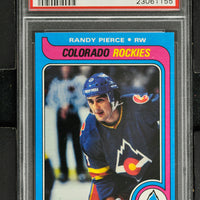 23061155
RANDY PIERCE • RW
COLORADO ROCKIES